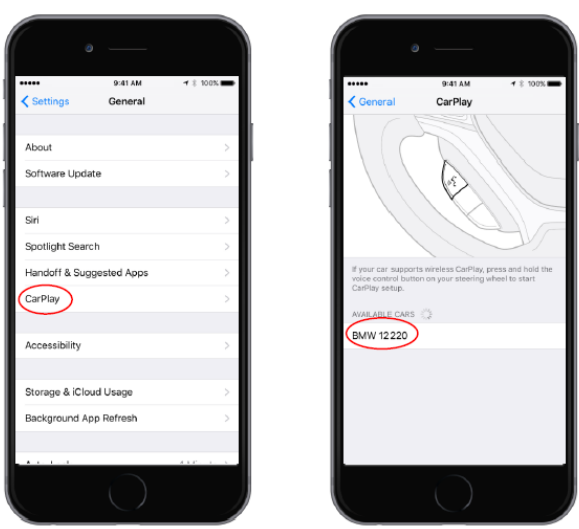 9:41 AM
100%
Settings
General
About
Software Update
Siri
Spotlight Search
Handoff & Suggested Apps
CarPlay
Accessibility
Storage & iCloud Usage
Background App Refresh
9:41 AM
100%
General
CarPlay
If your car supports wireless CarPlay, press and hold the
voice control button on your steering wheel to start
CarPlay setup.
AVAILABLE CARS
BMW 12220